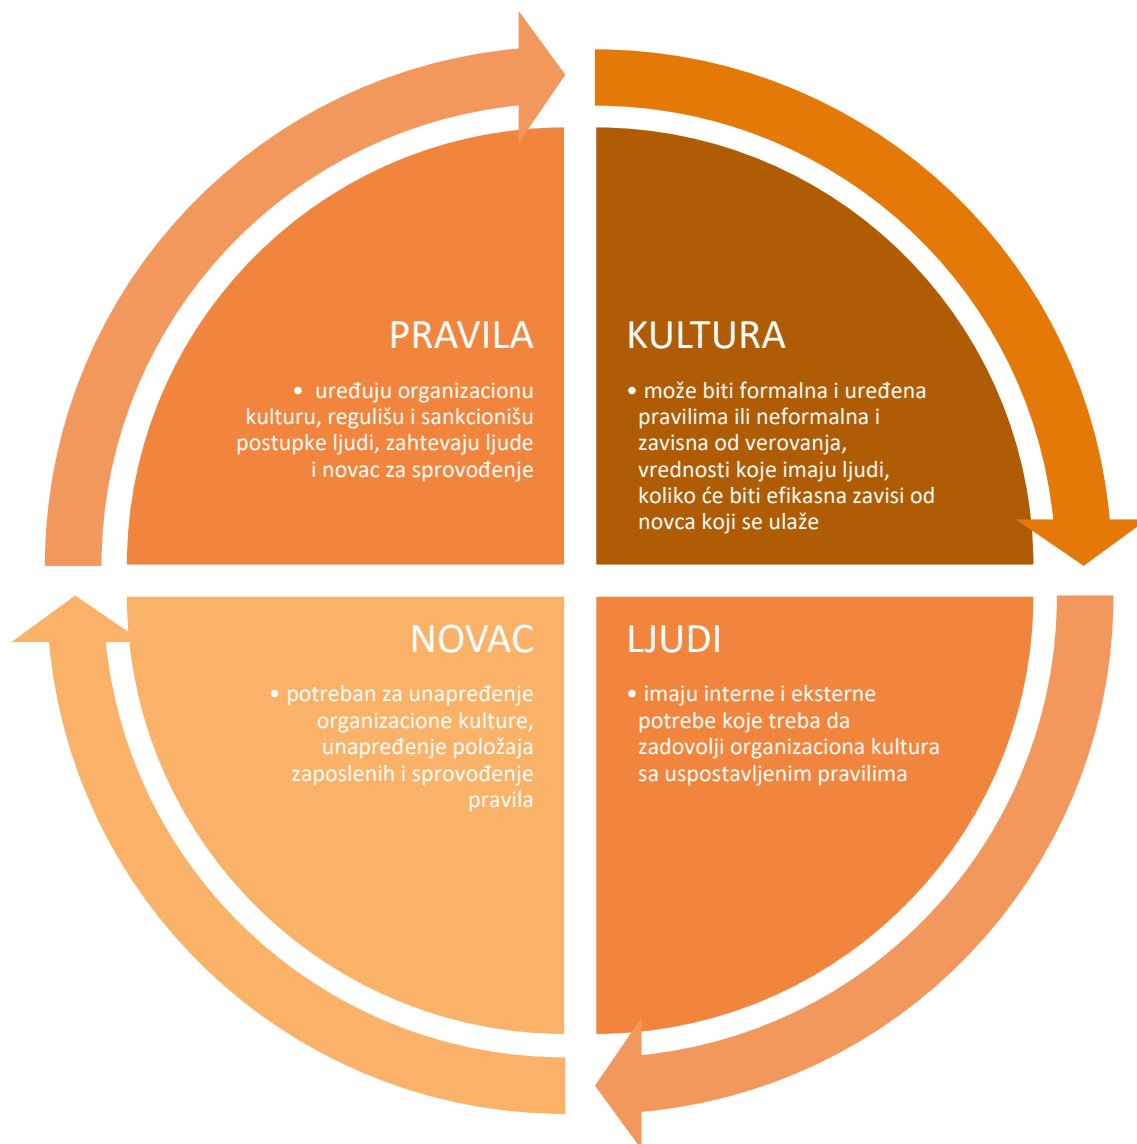 PRAVILA
• uređuju organizacionu
kulturu, regulišu i sankcionišu
postupke ljudi, zahtevaju ljude
i novac za sprovođenje
KULTURA
• može biti formalna i uređena
pravilima ili neformalna i
zavisna od verovanja,
vrednosti koje imaju ljudi,
koliko će biti efikasna zavisi od
novca koji se ulaže
NOVAC
• potreban za unapređenje
organizacione kulture,
unapređenje položaja
zaposlenih i sprovođenje
pravila
LJUDI
• imaju interne i eksterne
potrebe koje treba da
zadovolji organizaciona kultura
sa uspostavljenim pravilima